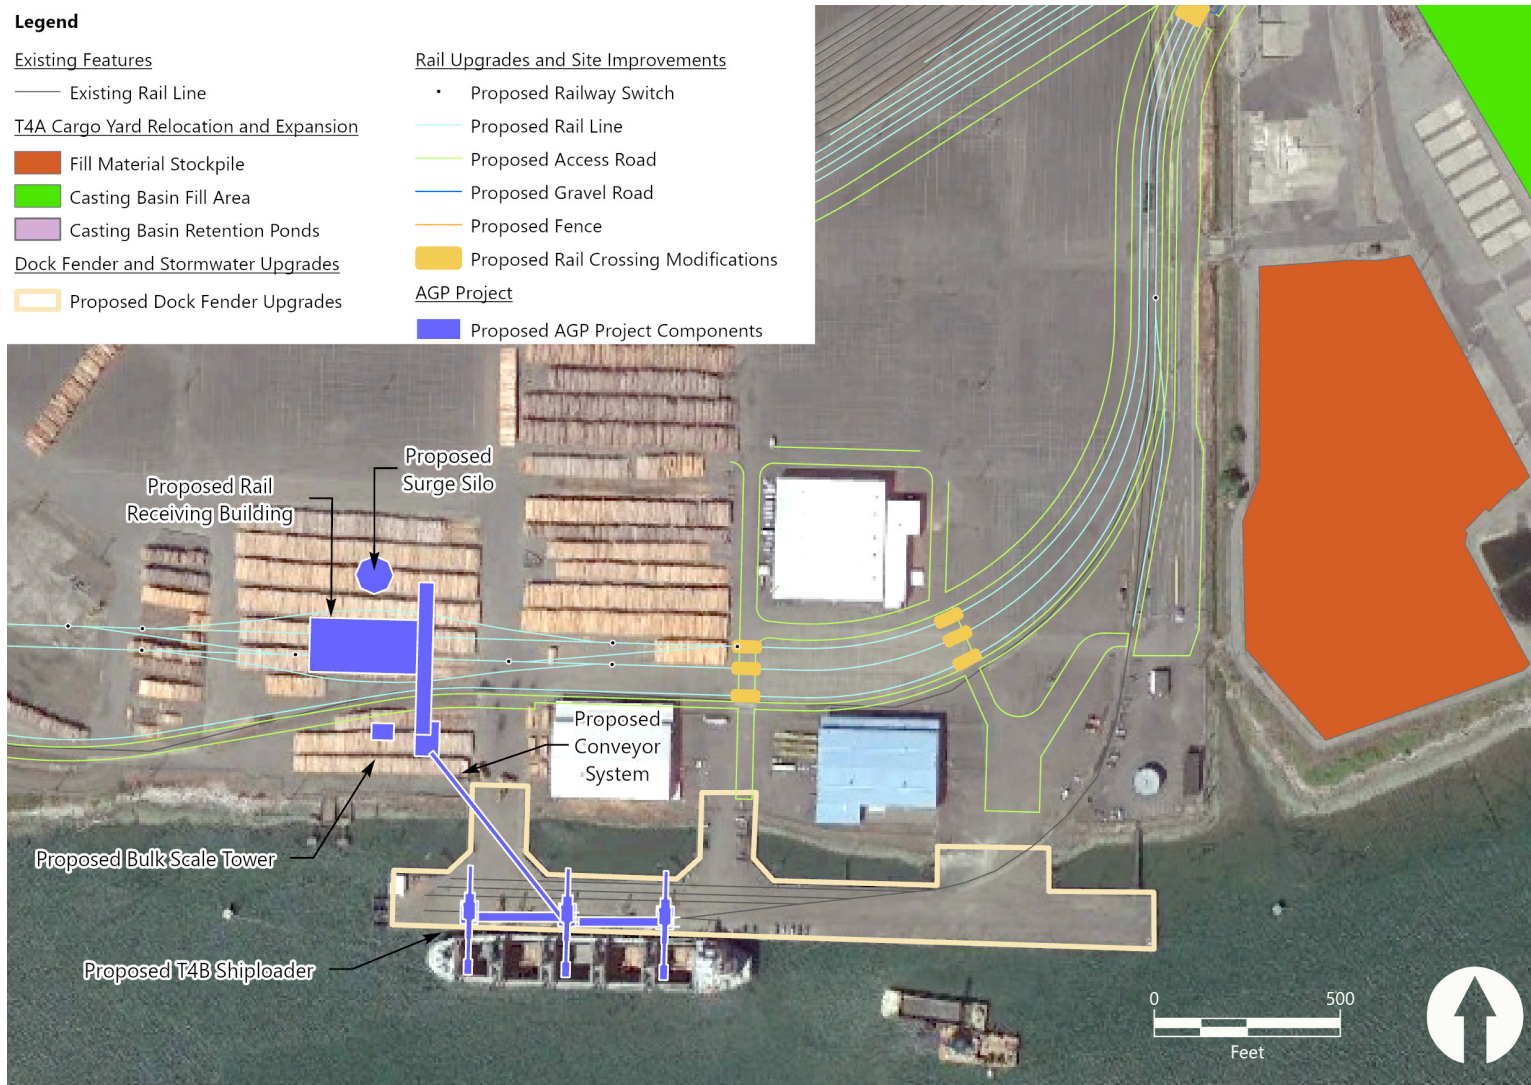 Legend
Existing Features
Existing Rail Line
T4A Cargo Yard Relocation and Expansion
Fill Material Stockpile
Casting Basin Fill Area
Casting Basin Retention Ponds
Dock Fender and Stormwater Upgrades
Proposed Dock Fender Upgrades
Rail Upgrades and Site Improvements
Proposed Railway Switch
Proposed Rail Line
Proposed Access Road
Proposed Gravel Road
Proposed Fence
Proposed Rail Crossing Modifications
AGP Project
Proposed AGP Project Components
Proposed
Surge Silo
Proposed Rail
Receiving Building
Proposed
Conveyor
System
Proposed Bulk Scale Tower
Proposed T4B Shiploader
0 500
Feet